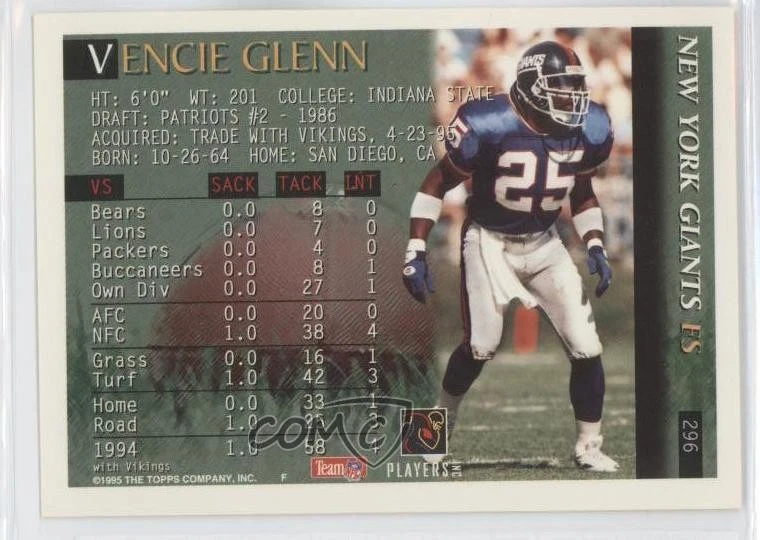 VENCIE GLENN
HT: 6'0" WT: 201 COLLEGE: INDIANA STATE
DRAFT: PATRIOTS #2 - 1986
ACQUIRED: TRADE WITH VIKINGS, 4-23-95
BORN: 10-26-64 HOME: SAN DIEGO, CA
VS SACK TACK INT
Bears 0.0 8 0
Lions 0.0 7 0
Packers 0.0 4 0
Buccaneers 0.0 8 1
Own Div 0.0 27 1
AFC 0.0 20 0
NFC 1.0 38 4
Grass 0.0 16 1
Turf 1.0 42 3
Home 0.0 33 1
Road 1.0 25 3
1994 1.0 58 4
with Vikings
©1995 THE TOPPS COMPANY, INC. F
Team NFL
PLAYERS INC
COMC
GIANTS
25
25
NEW YORK GIANTS FS
296